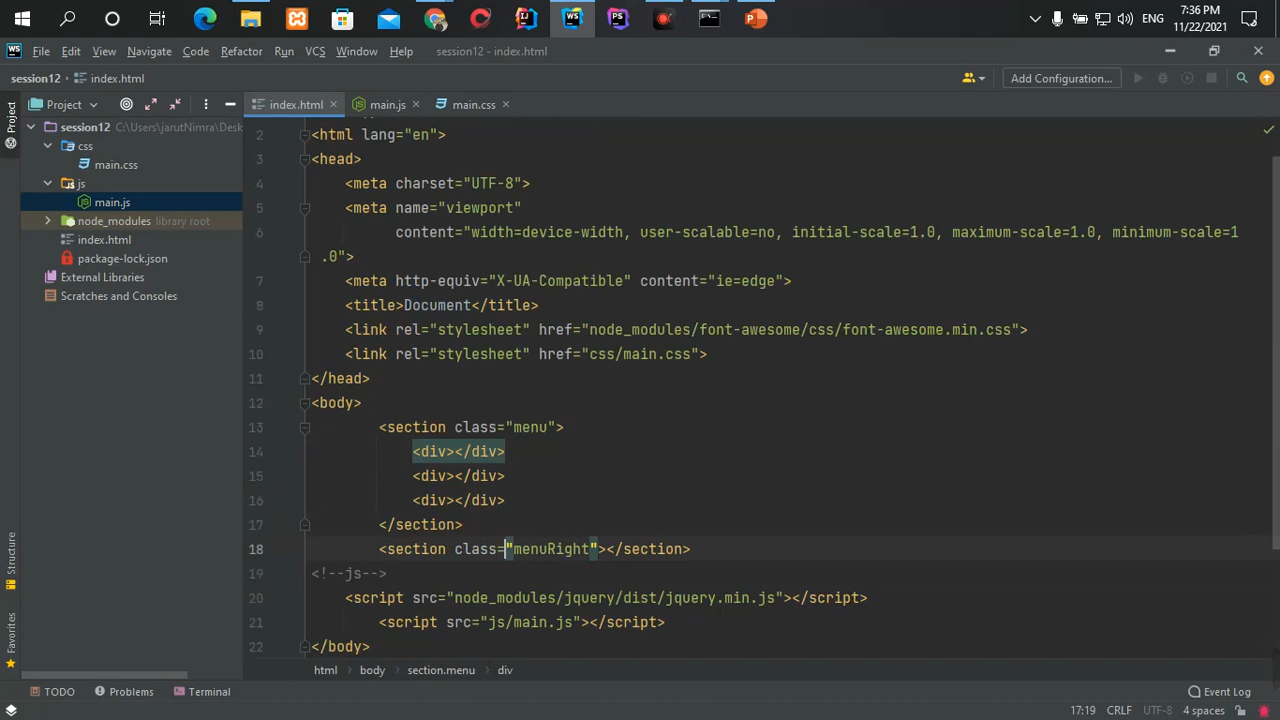 7:36 PM
ENG
11/22/2021
WS
File Edit View Navigate Code Refactor Run VCS Window Help session12 - index.html
session12 index.html Add Configuration...
Project index.html main.js main.css
Project
session12 C:\Users\jarutNimra\Desk
css
main.css
js
main.js
node_modules library root
index.html
package-lock.json
External Libraries
Scratches and Consoles
Structure
Favorites
2 <html lang="en">
3 <head>
4 <meta charset="UTF-8">
5 <meta name="viewport"
6 content="width=device-width, user-scalable=no, initial-scale=1.0, maximum-scale=1.0, minimum-scale=1
.0">
7 <meta http-equiv="X-UA-Compatible" content="ie=edge">
8 <title>Document</title>
9 <link rel="stylesheet" href="node_modules/font-awesome/css/font-awesome.min.css">
10 <link rel="stylesheet" href="css/main.css">
11 </head>
12 <body>
13 <section class="menu">
14 <div></div>
15 <div></div>
16 <div></div>
17 </section>
18 <section class="menuRight"></section>
19 <!--js-->
20 <script src="node_modules/jquery/dist/jquery.min.js"></script>
21 <script src="js/main.js"></script>
22 </body>
html body section.menu div
TODO Problems Terminal Event Log
17:19 CRLF UTF-8 4 spaces